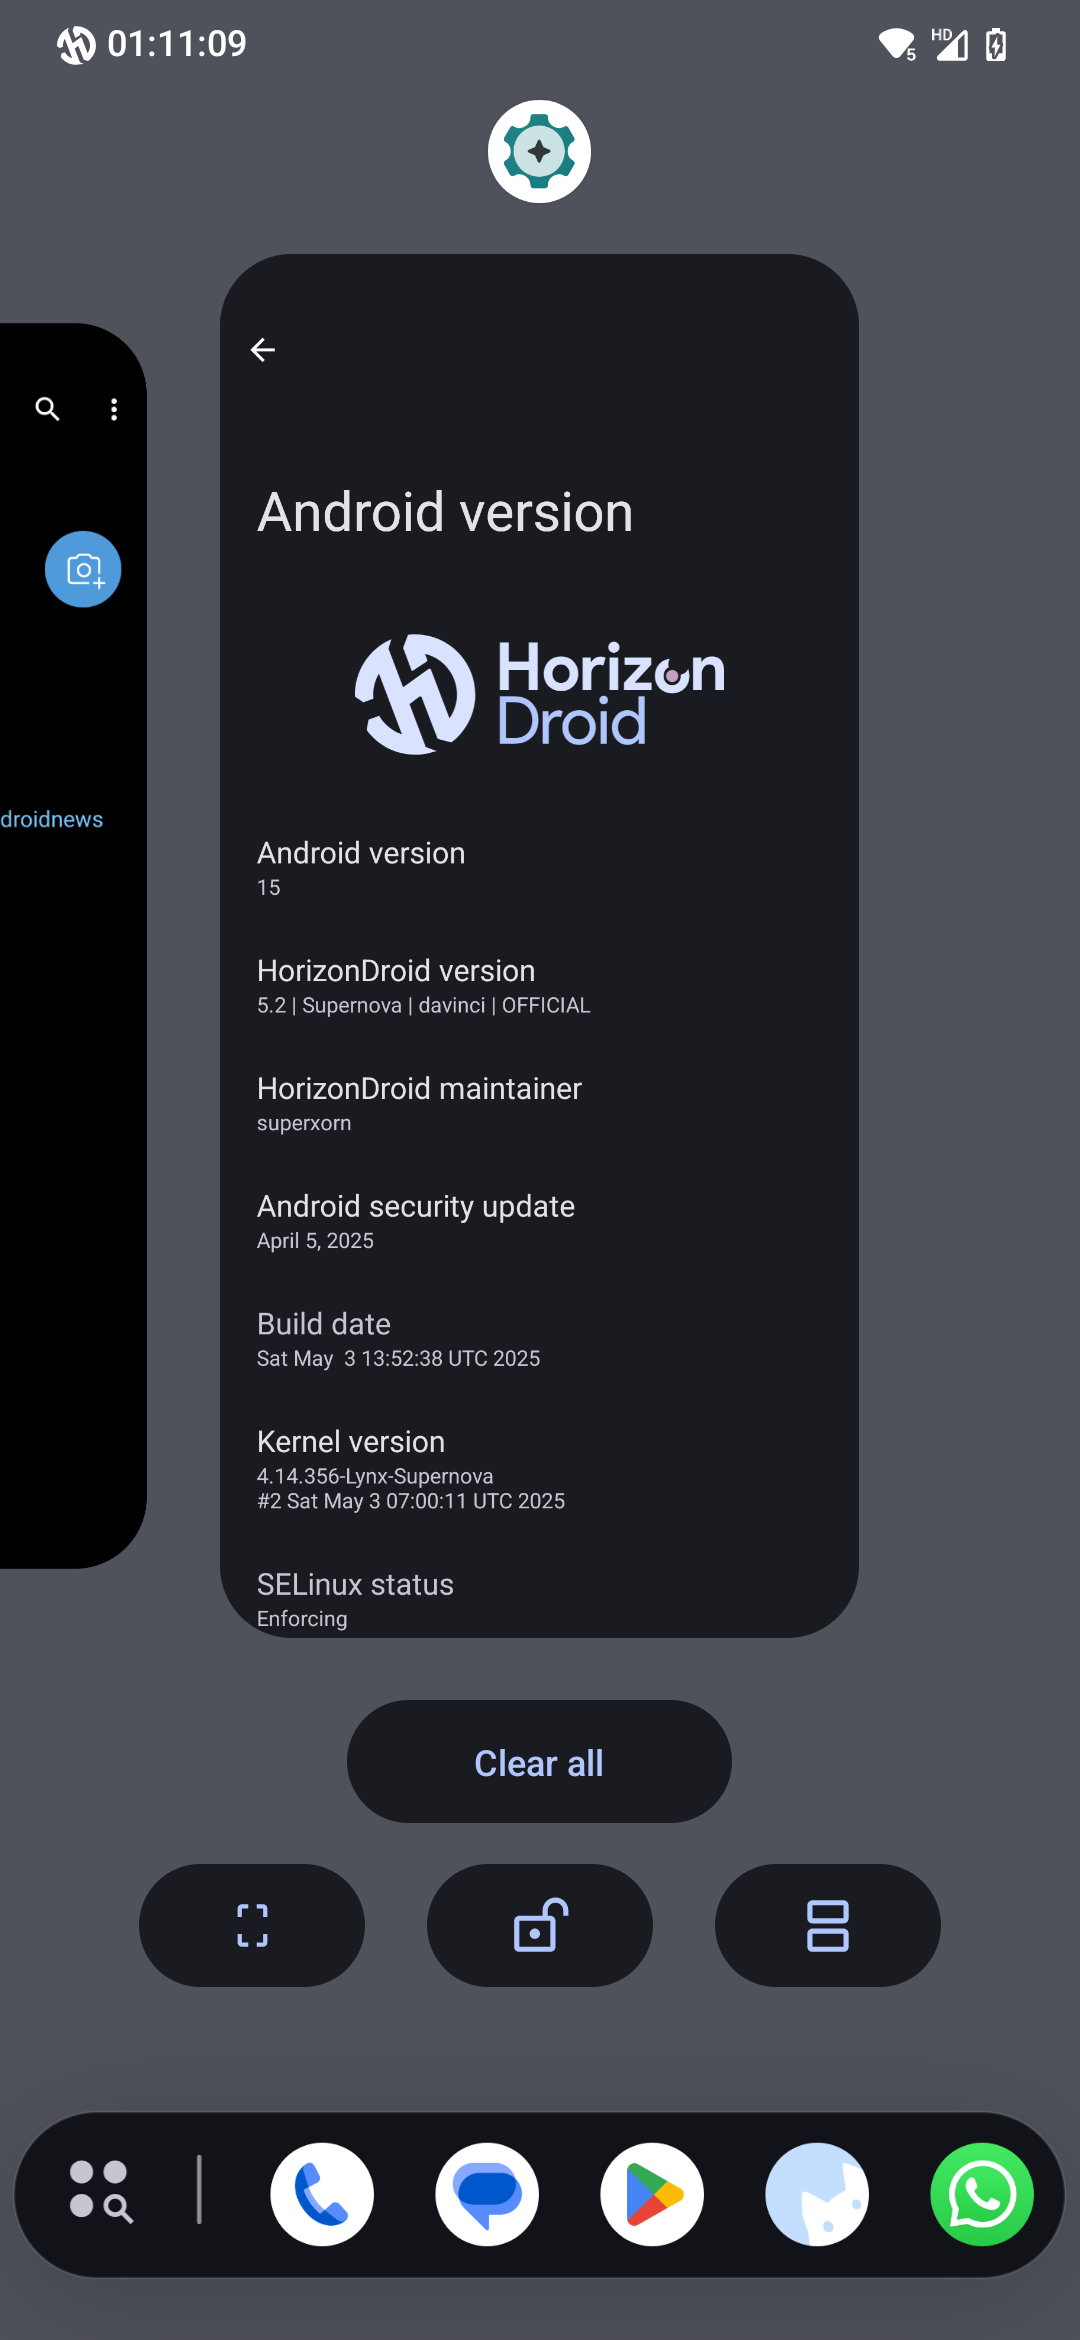 01:11:09
5
HD
Android version
Horizon
Droid
droidnews
Android version
15
HorizonDroid version
5.2 | Supernova | davinci | OFFICIAL
HorizonDroid maintainer
superxorn
Android security update
April 5, 2025
Build date
Sat May  3 13:52:38 UTC 2025
Kernel version
4.14.356-Lynx-Supernova
#2 Sat May 3 07:00:11 UTC 2025
SELinux status
Enforcing
Clear all